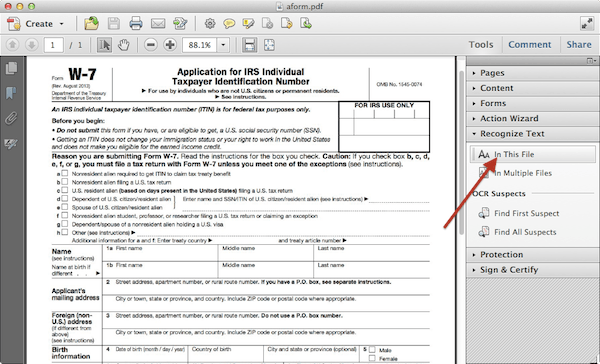 aform.pdf
Create
1 / 1
88.1%
Tools Comment Share
Form W-7
(Rev. August 2013)
Department of the Treasury
Internal Revenue Service
Application for IRS Individual
Taxpayer Identification Number
▶ For use by individuals who are not U.S. citizens or permanent residents.
▶ See instructions.
OMB No. 1545-0074
An IRS individual taxpayer identification number (ITIN) is for federal tax purposes only.
FOR IRS USE ONLY
Before you begin:
• Do not submit this form if you have, or are eligible to get, a U.S. social security number (SSN).
• Getting an ITIN does not change your immigration status or your right to work in the United States
and does not make you eligible for the earned income credit.
Reason you are submitting Form W-7. Read the instructions for the box you check. Caution: If you check box b, c, d,
e, f, or g, you must file a tax return with Form W-7 unless you meet one of the exceptions (see instructions).
a Nonresident alien required to get ITIN to claim tax treaty benefit
b Nonresident alien filing a U.S. tax return
c U.S. resident alien (based on days present in the United States) filing a U.S. tax return
d Dependent of U.S. citizen/resident alien Enter name and SSN/ITIN of U.S. citizen/resident alien (see instructions) ▶
e Spouse of U.S. citizen/resident alien
f Nonresident alien student, professor, or researcher filing a U.S. tax return or claiming an exception
g Dependent/spouse of a nonresident alien holding a U.S. visa
h Other (see instructions) ▶
Additional information for a and f: Enter treaty country ▶ and treaty article number ▶
Name
(see instructions)
1a First name Middle name Last name
Name at birth if
different . . ▶
1b First name Middle name Last name
Applicant's
mailing address
2 Street address, apartment number, or rural route number. If you have a P.O. box, see separate instructions.
City or town, state or province, and country. Include ZIP code or postal code where appropriate.
Foreign (non-
U.S.) address
(if different from
above)
(see instructions)
3 Street address, apartment number, or rural route number. Do not use a P.O. box number.
City or town, state or province, and country. Include ZIP code or postal code where appropriate.
Birth
information
4 Date of birth (month / day / year) Country of birth City and state or province (optional) 5 Male
Female
Pages
Content
Forms
Action Wizard
Recognize Text
In This File
In Multiple Files
OCR Suspects
Find First Suspect
Find All Suspects
Protection
Sign & Certify